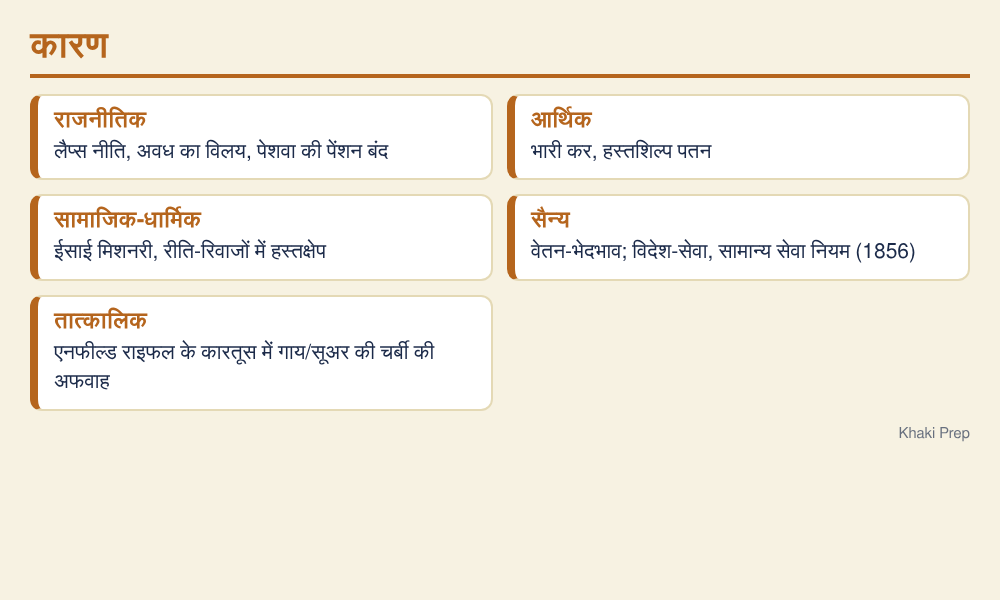 कारण
राजनीतिक
लैप्स नीति, अवध का विलय, पेशवा की पेंशन बंद
आर्थिक
भारी कर, हस्तशिल्प पतन
सामाजिक-धार्मिक
ईसाई मिशनरी, रीति-रिवाजों में हस्तक्षेप
सैन्य
वेतन-भेदभाव; विदेश-सेवा, सामान्य सेवा नियम (1856)
तात्कालिक
एनफील्ड राइफल के कारतूस में गाय/सूअर की चर्बी की
अफवाह
Khaki Prep